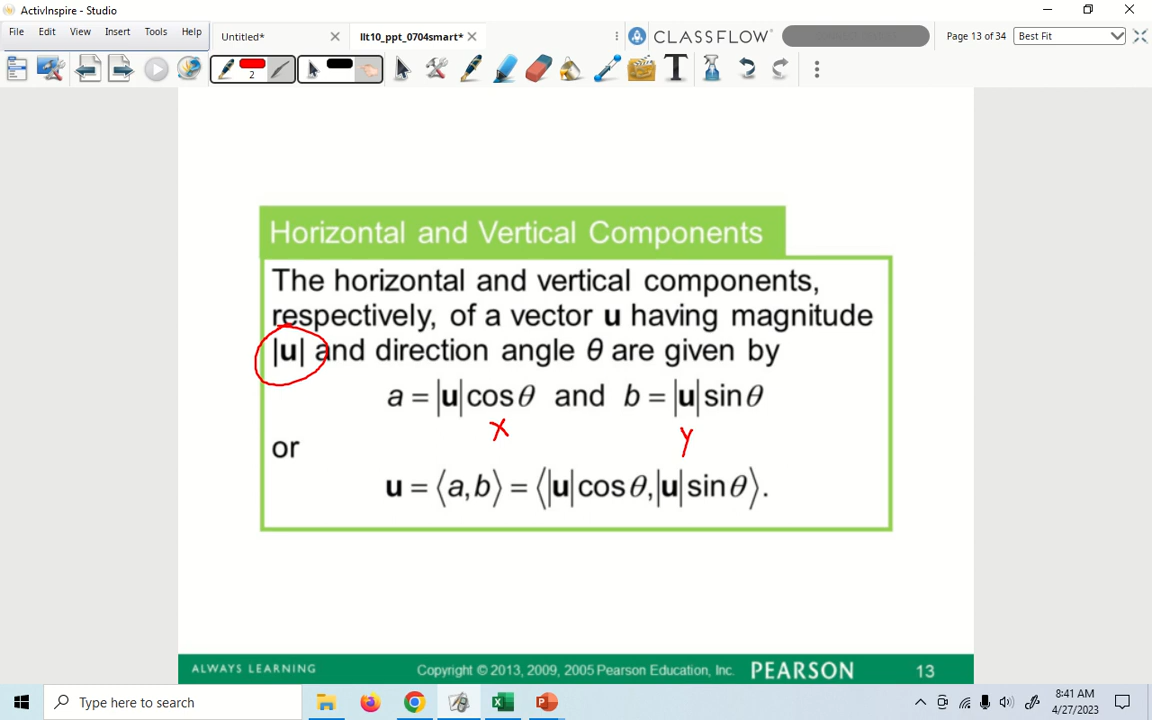 ActivInspire - Studio
File Edit View Insert Tools Help
Untitled*
llt10_ppt_0704smart*
CLASSFLOW
Page 13 of 34
Best Fit
2
T
Horizontal and Vertical Components
The horizontal and vertical components,
respectively, of a vector u having magnitude
|u| and direction angle θ are given by
a = |u| cos θ and b = |u| sin θ
x y
or
u = ⟨a, b⟩ = ⟨|u| cos θ, |u| sin θ⟩.
ALWAYS LEARNING
Copyright © 2013, 2009, 2005 Pearson Education, Inc.
PEARSON
13
Type here to search
8:41 AM
4/27/2023